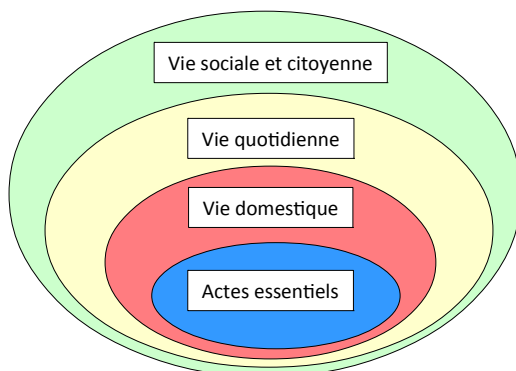 Vie sociale et citoyenne
Vie quotidienne
Vie domestique
Actes essentiels